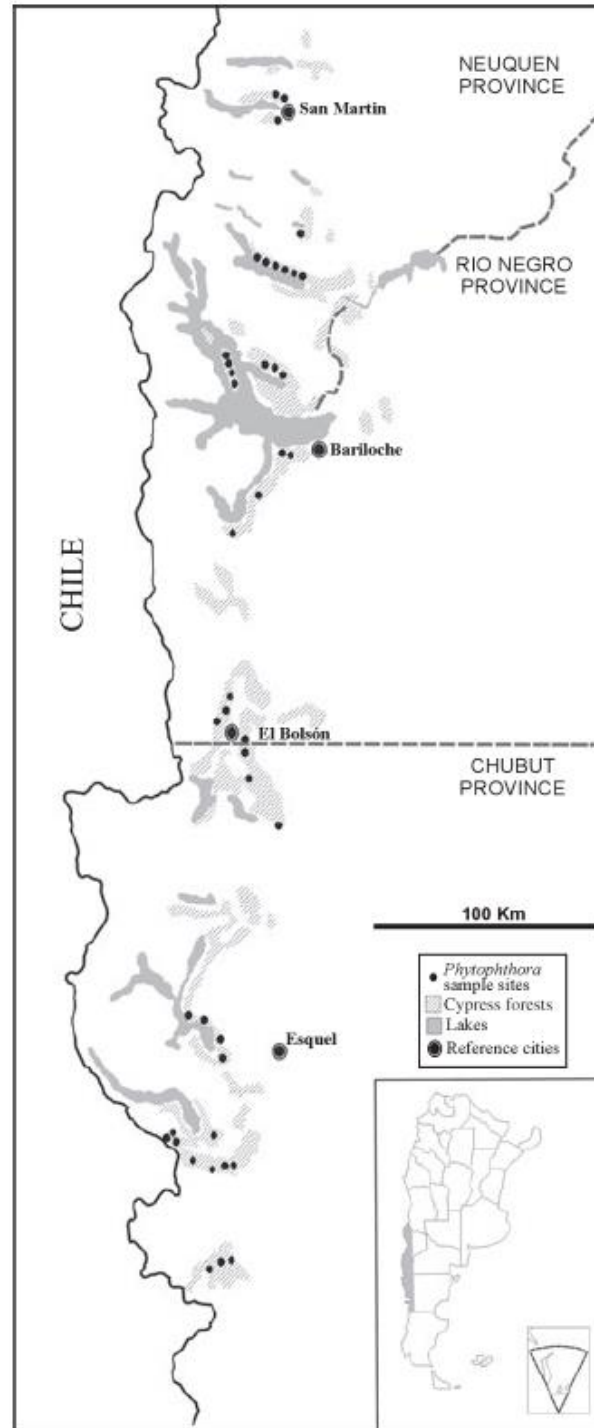 NEUQUEN
PROVINCE
San Martin
RIO NEGRO
PROVINCE
Bariloche
CHILE
El Bolsón
CHUBUT
PROVINCE
100 Km
Phytophthora
sample sites
Cypress forests
Lakes
Reference cities
Esquel